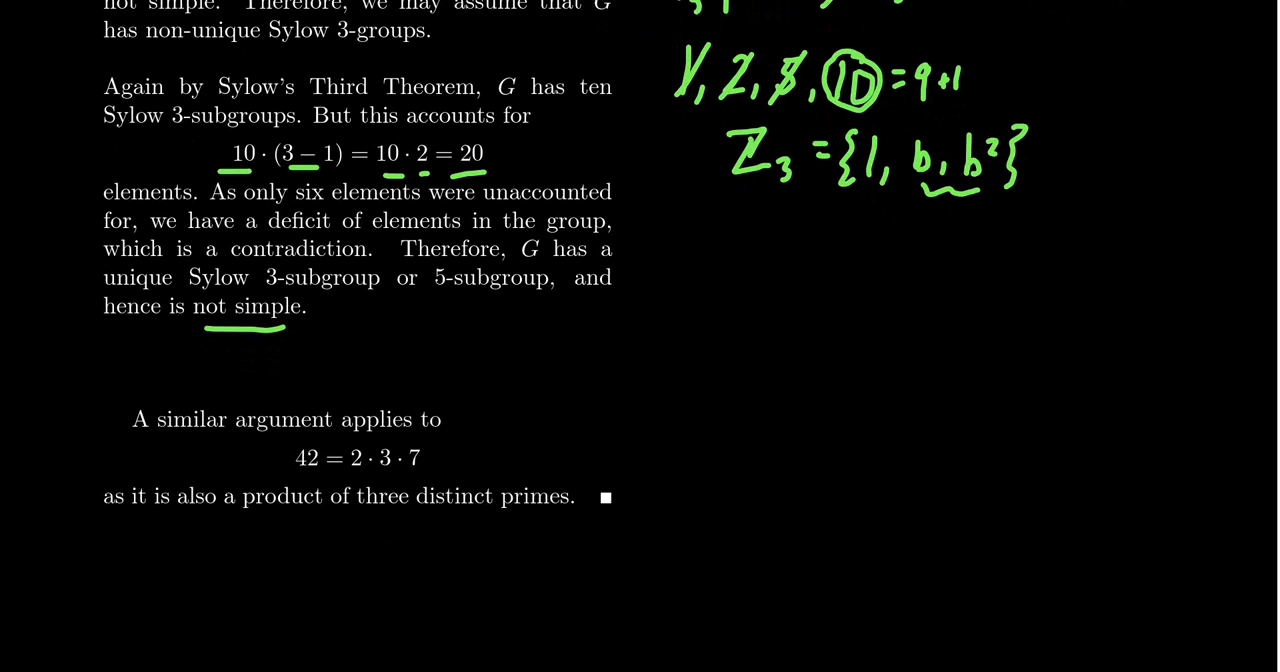 not simple. Therefore, we may assume that G
has non-unique Sylow 3-groups.
Again by Sylow's Third Theorem, G has ten
Sylow 3-subgroups. But this accounts for
10 · (3 − 1) = 10 · 2 = 20
elements. As only six elements were unaccounted
for, we have a deficit of elements in the group,
which is a contradiction. Therefore, G has a
unique Sylow 3-subgroup or 5-subgroup, and
hence is not simple.
A similar argument applies to
42 = 2 · 3 · 7
as it is also a product of three distinct primes. ■
1, 2, 5, 10 = 9+1
Z₃ = {1, b, b²}